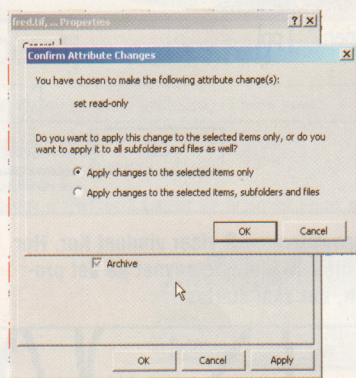 fred.tif, ... Properties
General
Confirm Attribute Changes
You have chosen to make the following attribute change(s):
set read-only
Do you want to apply this change to the selected items only, or do you
want to apply it to all subfolders and files as well?
Apply changes to the selected items only
Apply changes to the selected items, subfolders and files
OK Cancel
Archive
OK Cancel Apply